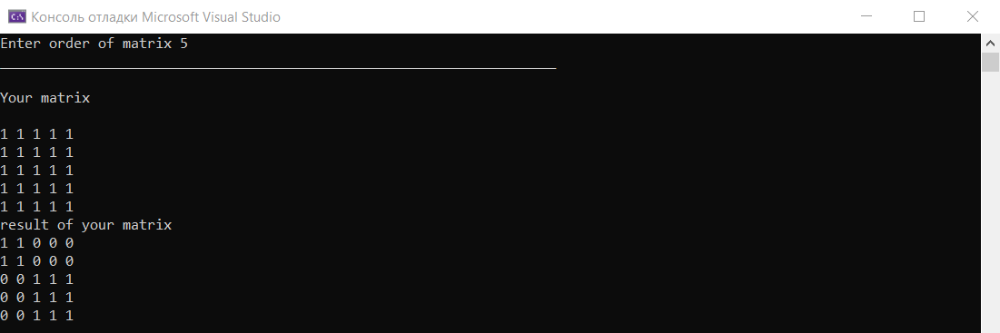 Консоль отладки Microsoft Visual Studio
Enter order of matrix 5
____________________________________________________________________
Your matrix
1 1 1 1 1
1 1 1 1 1
1 1 1 1 1
1 1 1 1 1
1 1 1 1 1
result of your matrix
1 1 0 0 0
1 1 0 0 0
0 0 1 1 1
0 0 1 1 1
0 0 1 1 1